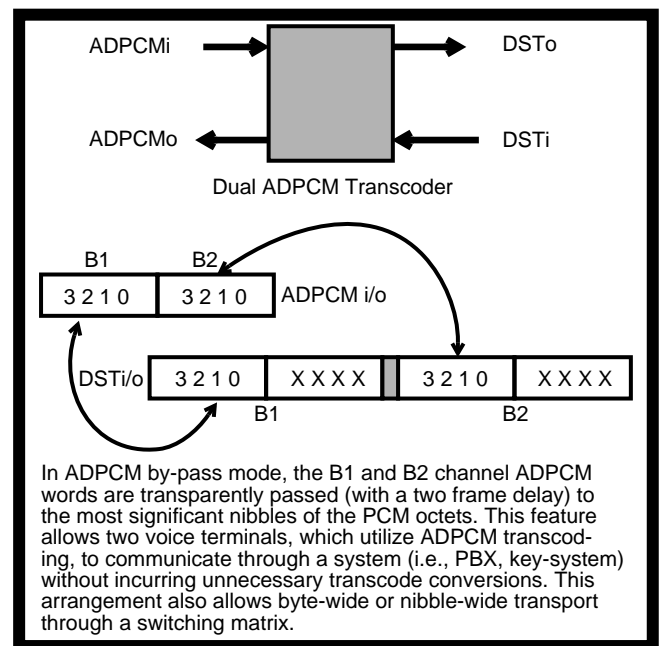 ADPCMi DSTo
ADPCMo DSTi
Dual ADPCM Transcoder
B1 B2
3 2 1 0 3 2 1 0 ADPCM i/o
DSTi/o 3 2 1 0 X X X X 3 2 1 0 X X X X
B1 B2
In ADPCM by-pass mode, the B1 and B2 channel ADPCM
words are transparently passed (with a two frame delay) to
the most significant nibbles of the PCM octets. This feature
allows two voice terminals, which utilize ADPCM transcod-
ing, to communicate through a system (i.e., PBX, key-system)
without incurring unnecessary transcode conversions. This
arrangement also allows byte-wide or nibble-wide transport
through a switching matrix.